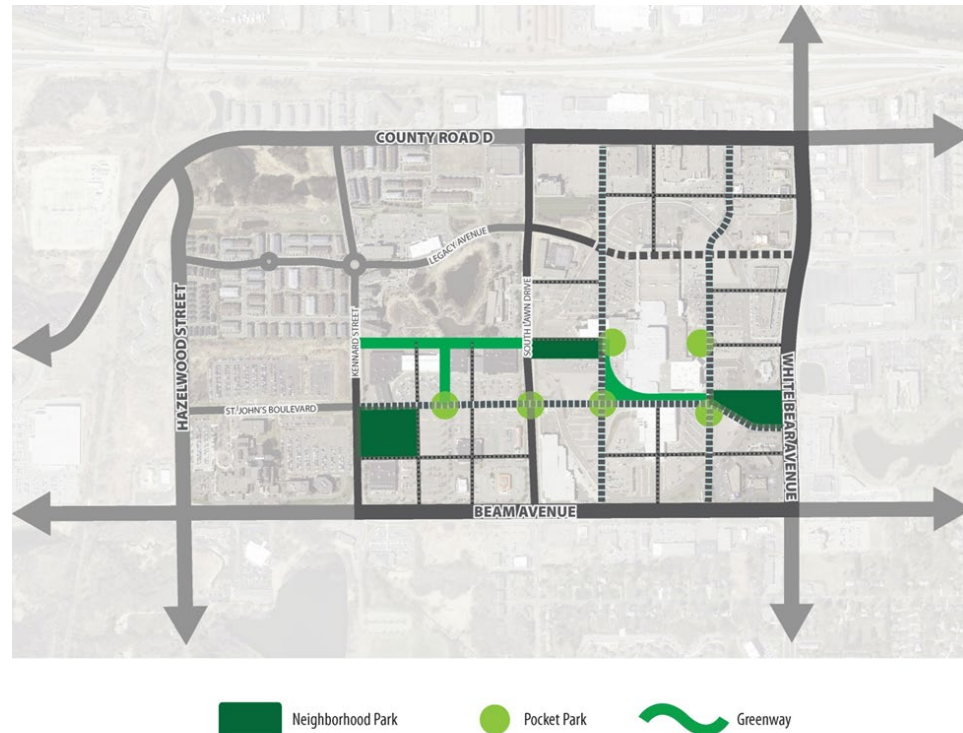 COUNTY ROAD D
LEGACY AVENUE
HAZELWOOD STREET
KENNARD STREET
SOUTH LAWN DRIVE
WHITE BEAR AVENUE
ST. JOHN'S BOULEVARD
BEAM AVENUE
Neighborhood Park
Pocket Park
Greenway